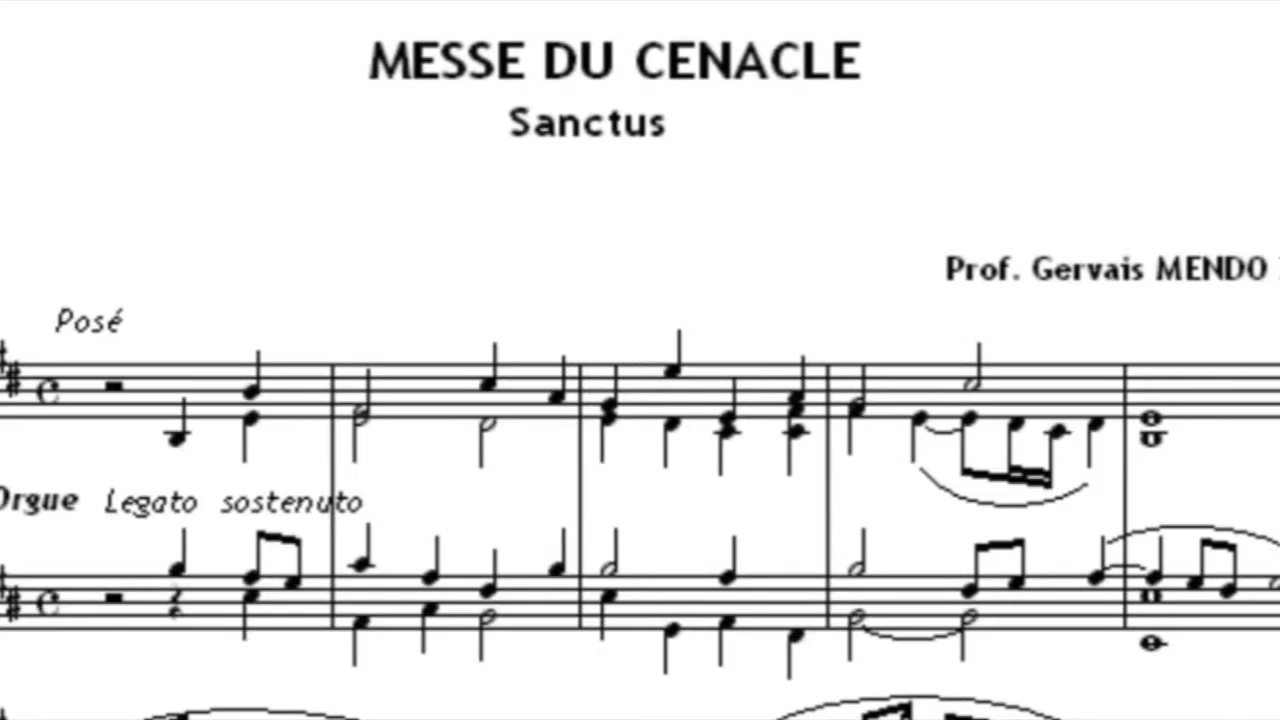 MESSE DU CENACLE
Sanctus
Prof. Gervais MENDO
Posé
Orgue Legato sostenuto